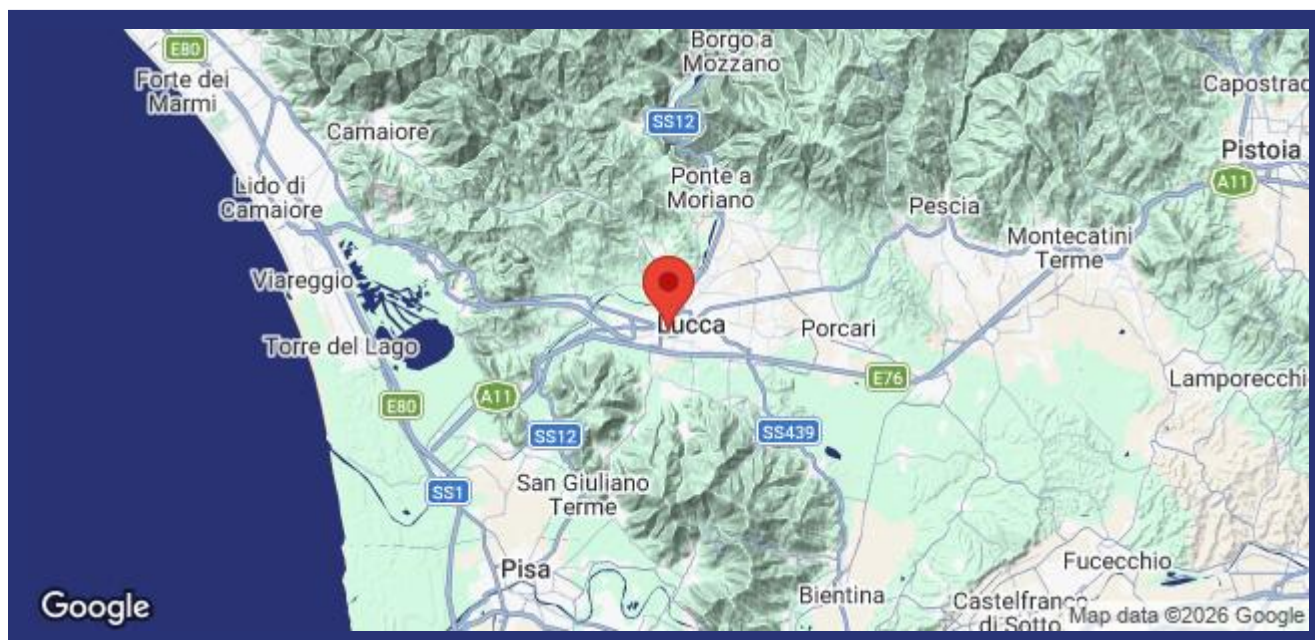 E80
Forte dei
Marmi
Borgo a
Mozzano
Camaiore
SS12
Capostrad
Pistoia
A11
Ponte a
Moriano
Lido di
Camaiore
Pescia
Montecatini
Terme
Viareggio
Lucca
Porcari
Torre del Lago
E76
Lamporecchi
A11
E80
SS12
SS439
SS1
San Giuliano
Terme
Pisa
Fucecchio
Bientina
Castelfranco
di Sotto
Google
Map data ©2026 Google